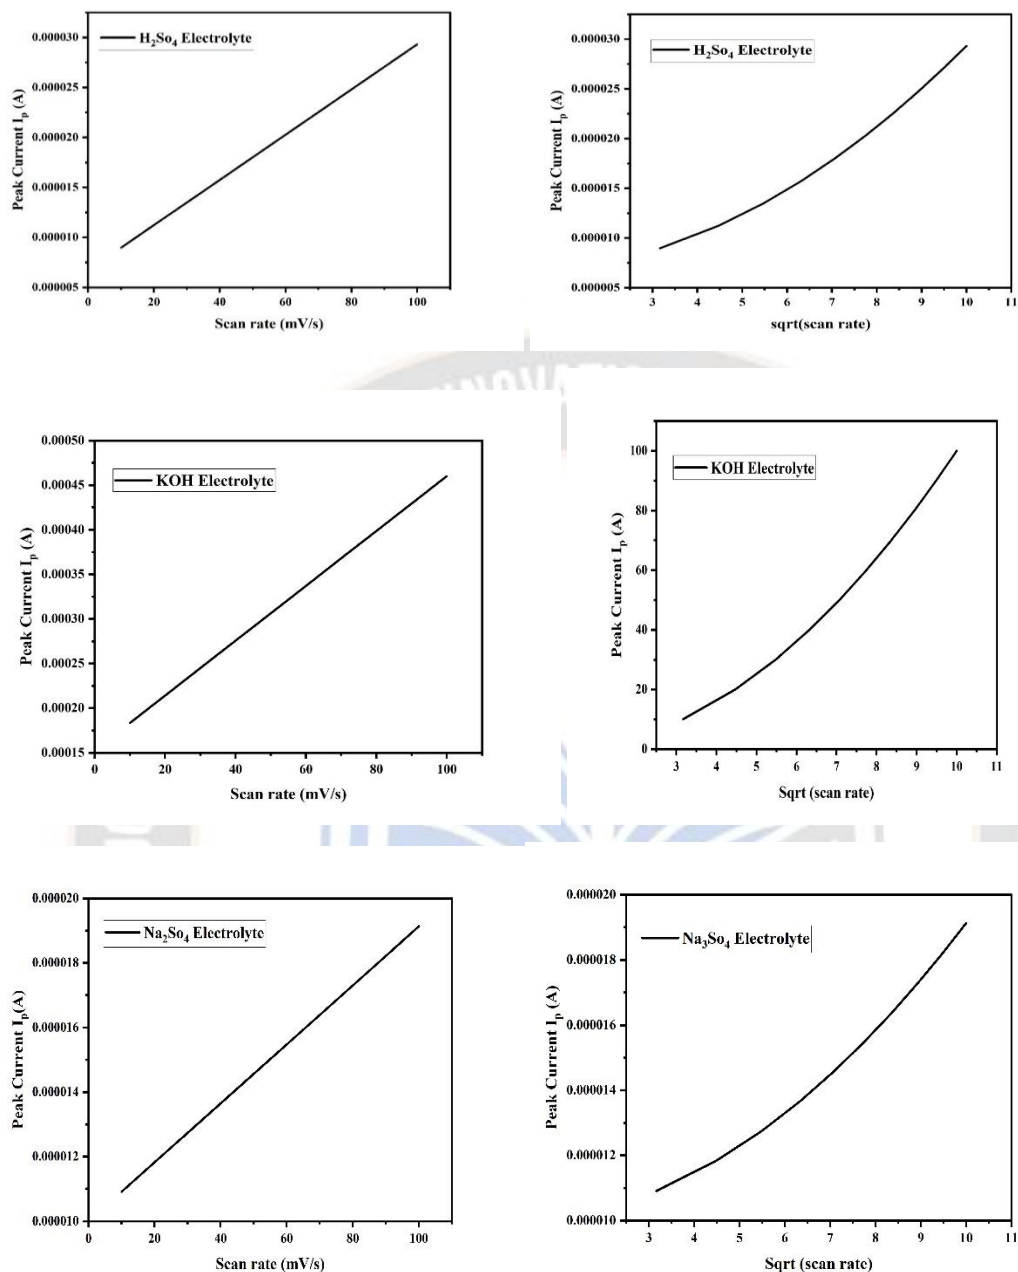 H₂So₄ Electrolyte
Peak Current Iₚ (A)
0.000030
0.000025
0.000020
0.000015
0.000010
0.000005
0 20 40 60 80 100
Scan rate (mV/s)
H₂So₄ Electrolyte
Peak Current Iₚ (A)
0.000030
0.000025
0.000020
0.000015
0.000010
0.000005
3 4 5 6 7 8 9 10 11
sqrt(scan rate)
KOH Electrolyte
Peak Current Iₚ (A)
0.00050
0.00045
0.00040
0.00035
0.00030
0.00025
0.00020
0.00015
0 20 40 60 80 100
Scan rate (mV/s)
KOH Electrolyte
Peak Current Iₚ (A)
100
80
60
40
20
0
3 4 5 6 7 8 9 10 11
Sqrt (scan rate)
Na₂So₄ Electrolyte
Peak Current Iₚ(A)
0.000020
0.000018
0.000016
0.000014
0.000012
0.000010
0 20 40 60 80 100
Scan rate (mV/s)
Na₃So₄ Electrolyte
Peak Current Iₚ (A)
0.000020
0.000018
0.000016
0.000014
0.000012
0.000010
3 4 5 6 7 8 9 10 11
Sqrt (scan rate)